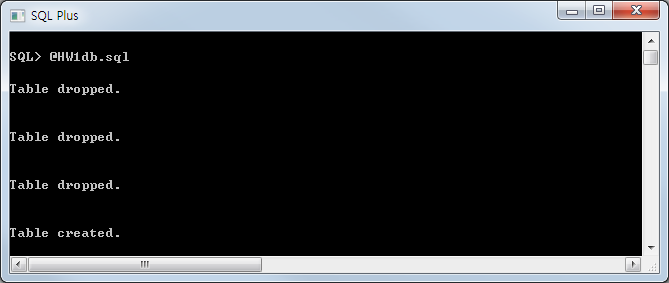 SQL Plus
SQL> @HW1db.sql
Table dropped.
Table dropped.
Table dropped.
Table created.